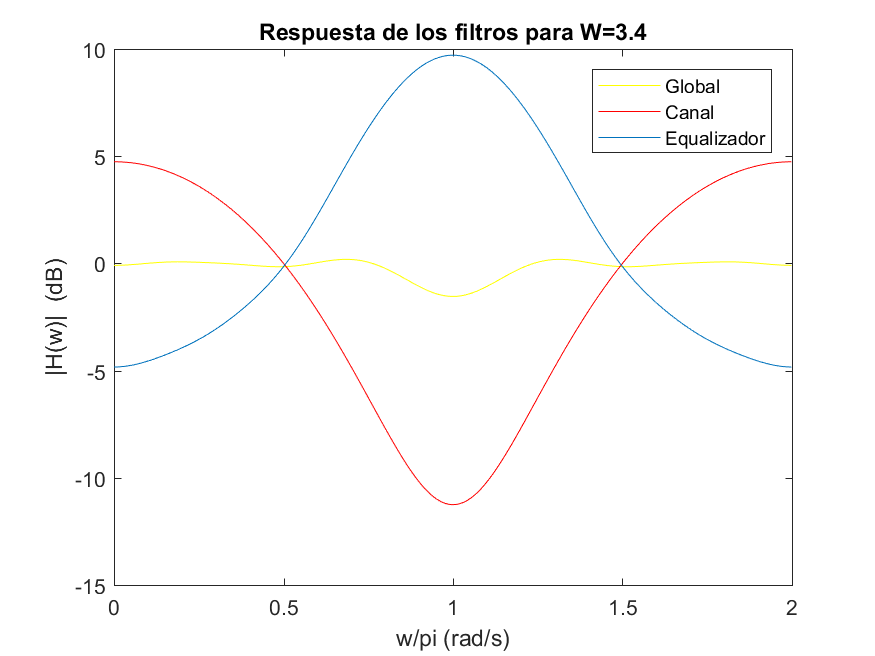 Respuesta de los filtros para W=3.4
10
5
0
-5
-10
-15
|H(w)| (dB)
Global
Canal
Equalizador
0
0.5
1
1.5
2
w/pi (rad/s)